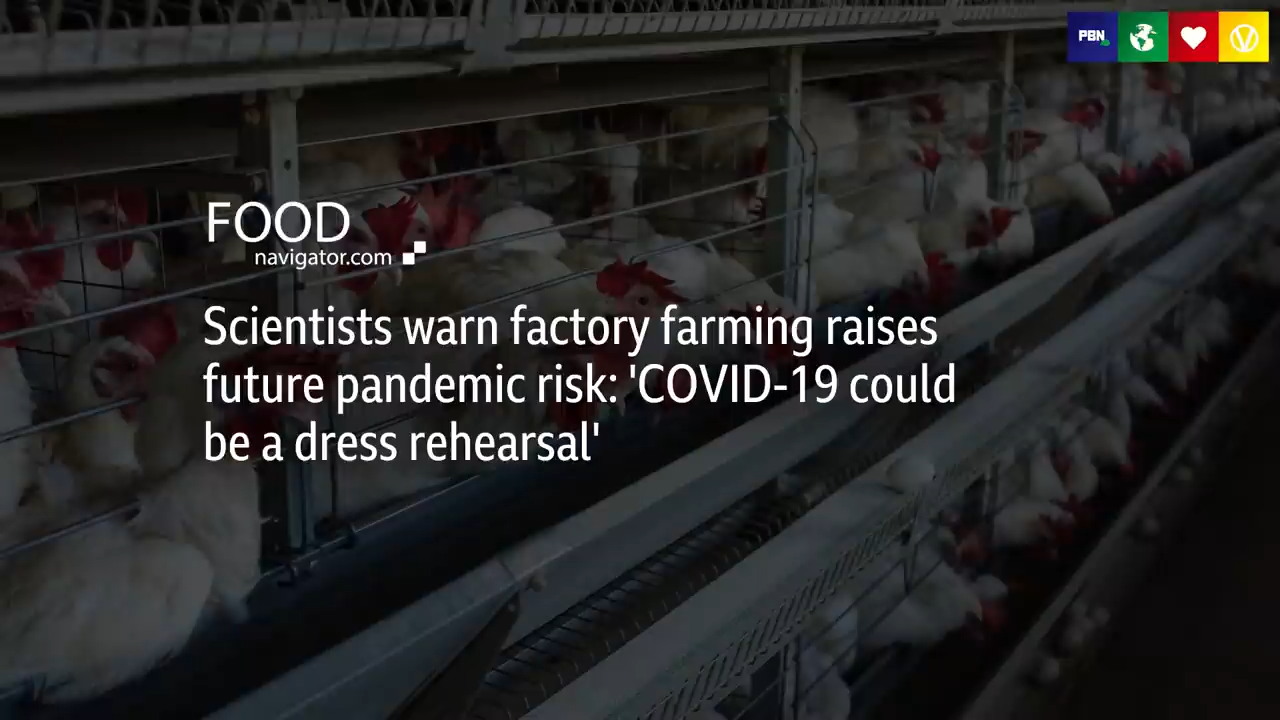 PBN
FOOD
navigator.com
Scientists warn factory farming raises
future pandemic risk: 'COVID-19 could
be a dress rehearsal'